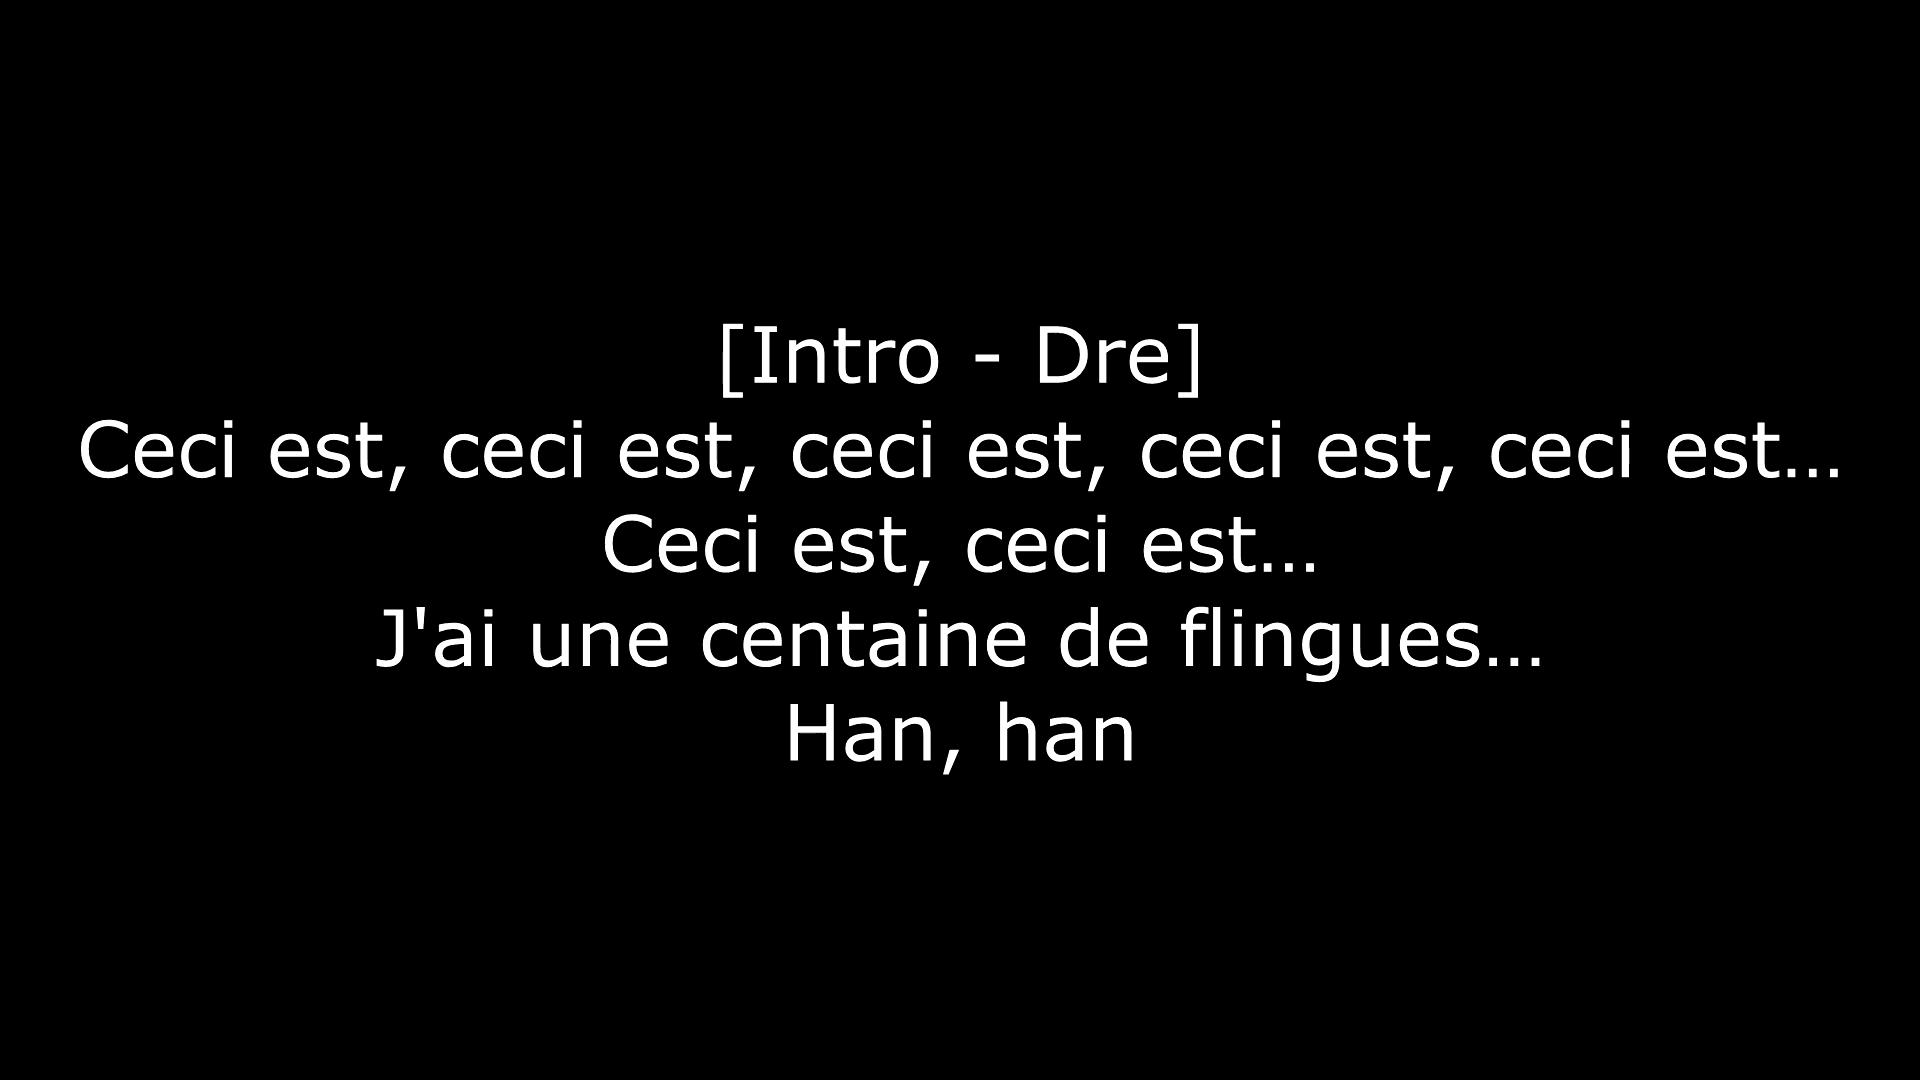 [Intro - Dre]
Ceci est, ceci est, ceci est, ceci est, ceci est…
Ceci est, ceci est…
J'ai une centaine de flingues…
Han, han